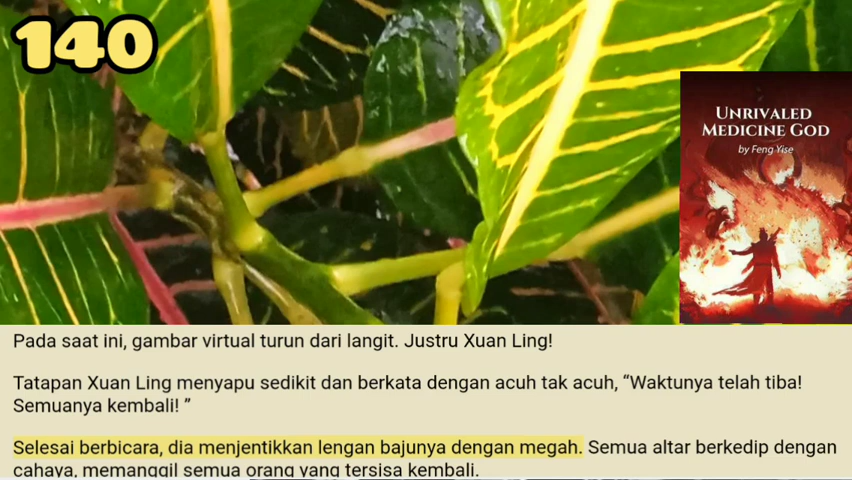 140
UNRIVALED
MEDICINE GOD
by Feng Yise
Pada saat ini, gambar virtual turun dari langit. Justru Xuan Ling!
Tatapan Xuan Ling menyapu sedikit dan berkata dengan acuh tak acuh, “Waktunya telah tiba!
Semuanya kembali! ”
Selesai berbicara, dia menjentikkan lengan bajunya dengan megah. Semua altar berkedip dengan
cahaya, memanggil semua orang yang tersisa kembali.